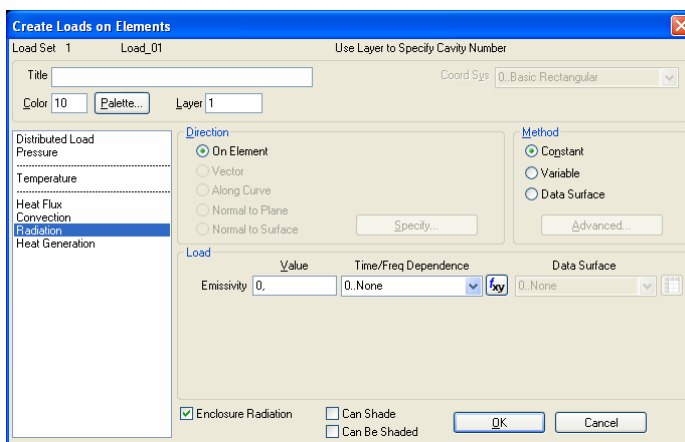 Create Loads on Elements
Load Set 1 Load_01 Use Layer to Specify Cavity Number
Title Coord Sys 0..Basic Rectangular
Color 10 Palette... Layer 1
Distributed Load
Pressure
Temperature
Heat Flux
Convection
Radiation
Heat Generation
Direction
On Element
Vector
Along Curve
Normal to Plane
Normal to Surface
Specify...
Method
Constant
Variable
Data Surface
Advanced...
Load
Value Time/Freq Dependence Data Surface
Emissivity 0, 0..None fxy 0..None
Enclosure Radiation
Can Shade
Can Be Shaded
OK Cancel